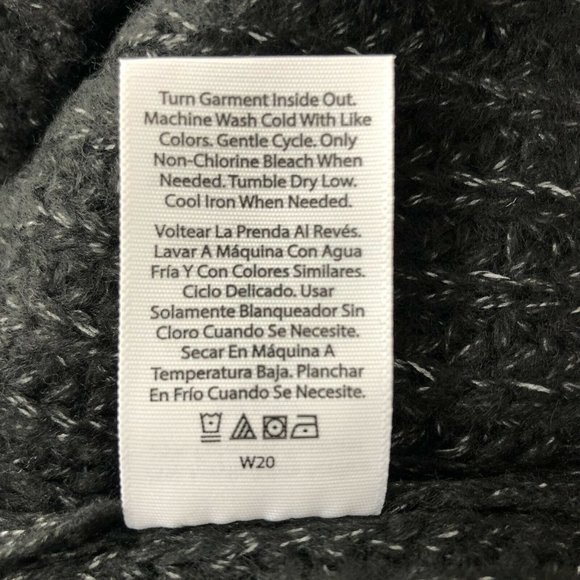 Turn Garment Inside Out.
Machine Wash Cold With Like
Colors. Gentle Cycle. Only
Non-Chlorine Bleach When
Needed. Tumble Dry Low.
Cool Iron When Needed.
Voltear La Prenda Al Revés.
Lavar A Máquina Con Agua
Fría Y Con Colores Similares.
Ciclo Delicado. Usar
Solamente Blanqueador Sin
Cloro Cuando Se Necesite.
Secar En Máquina A
Temperatura Baja. Planchar
En Frío Cuando Se Necesite.
W20